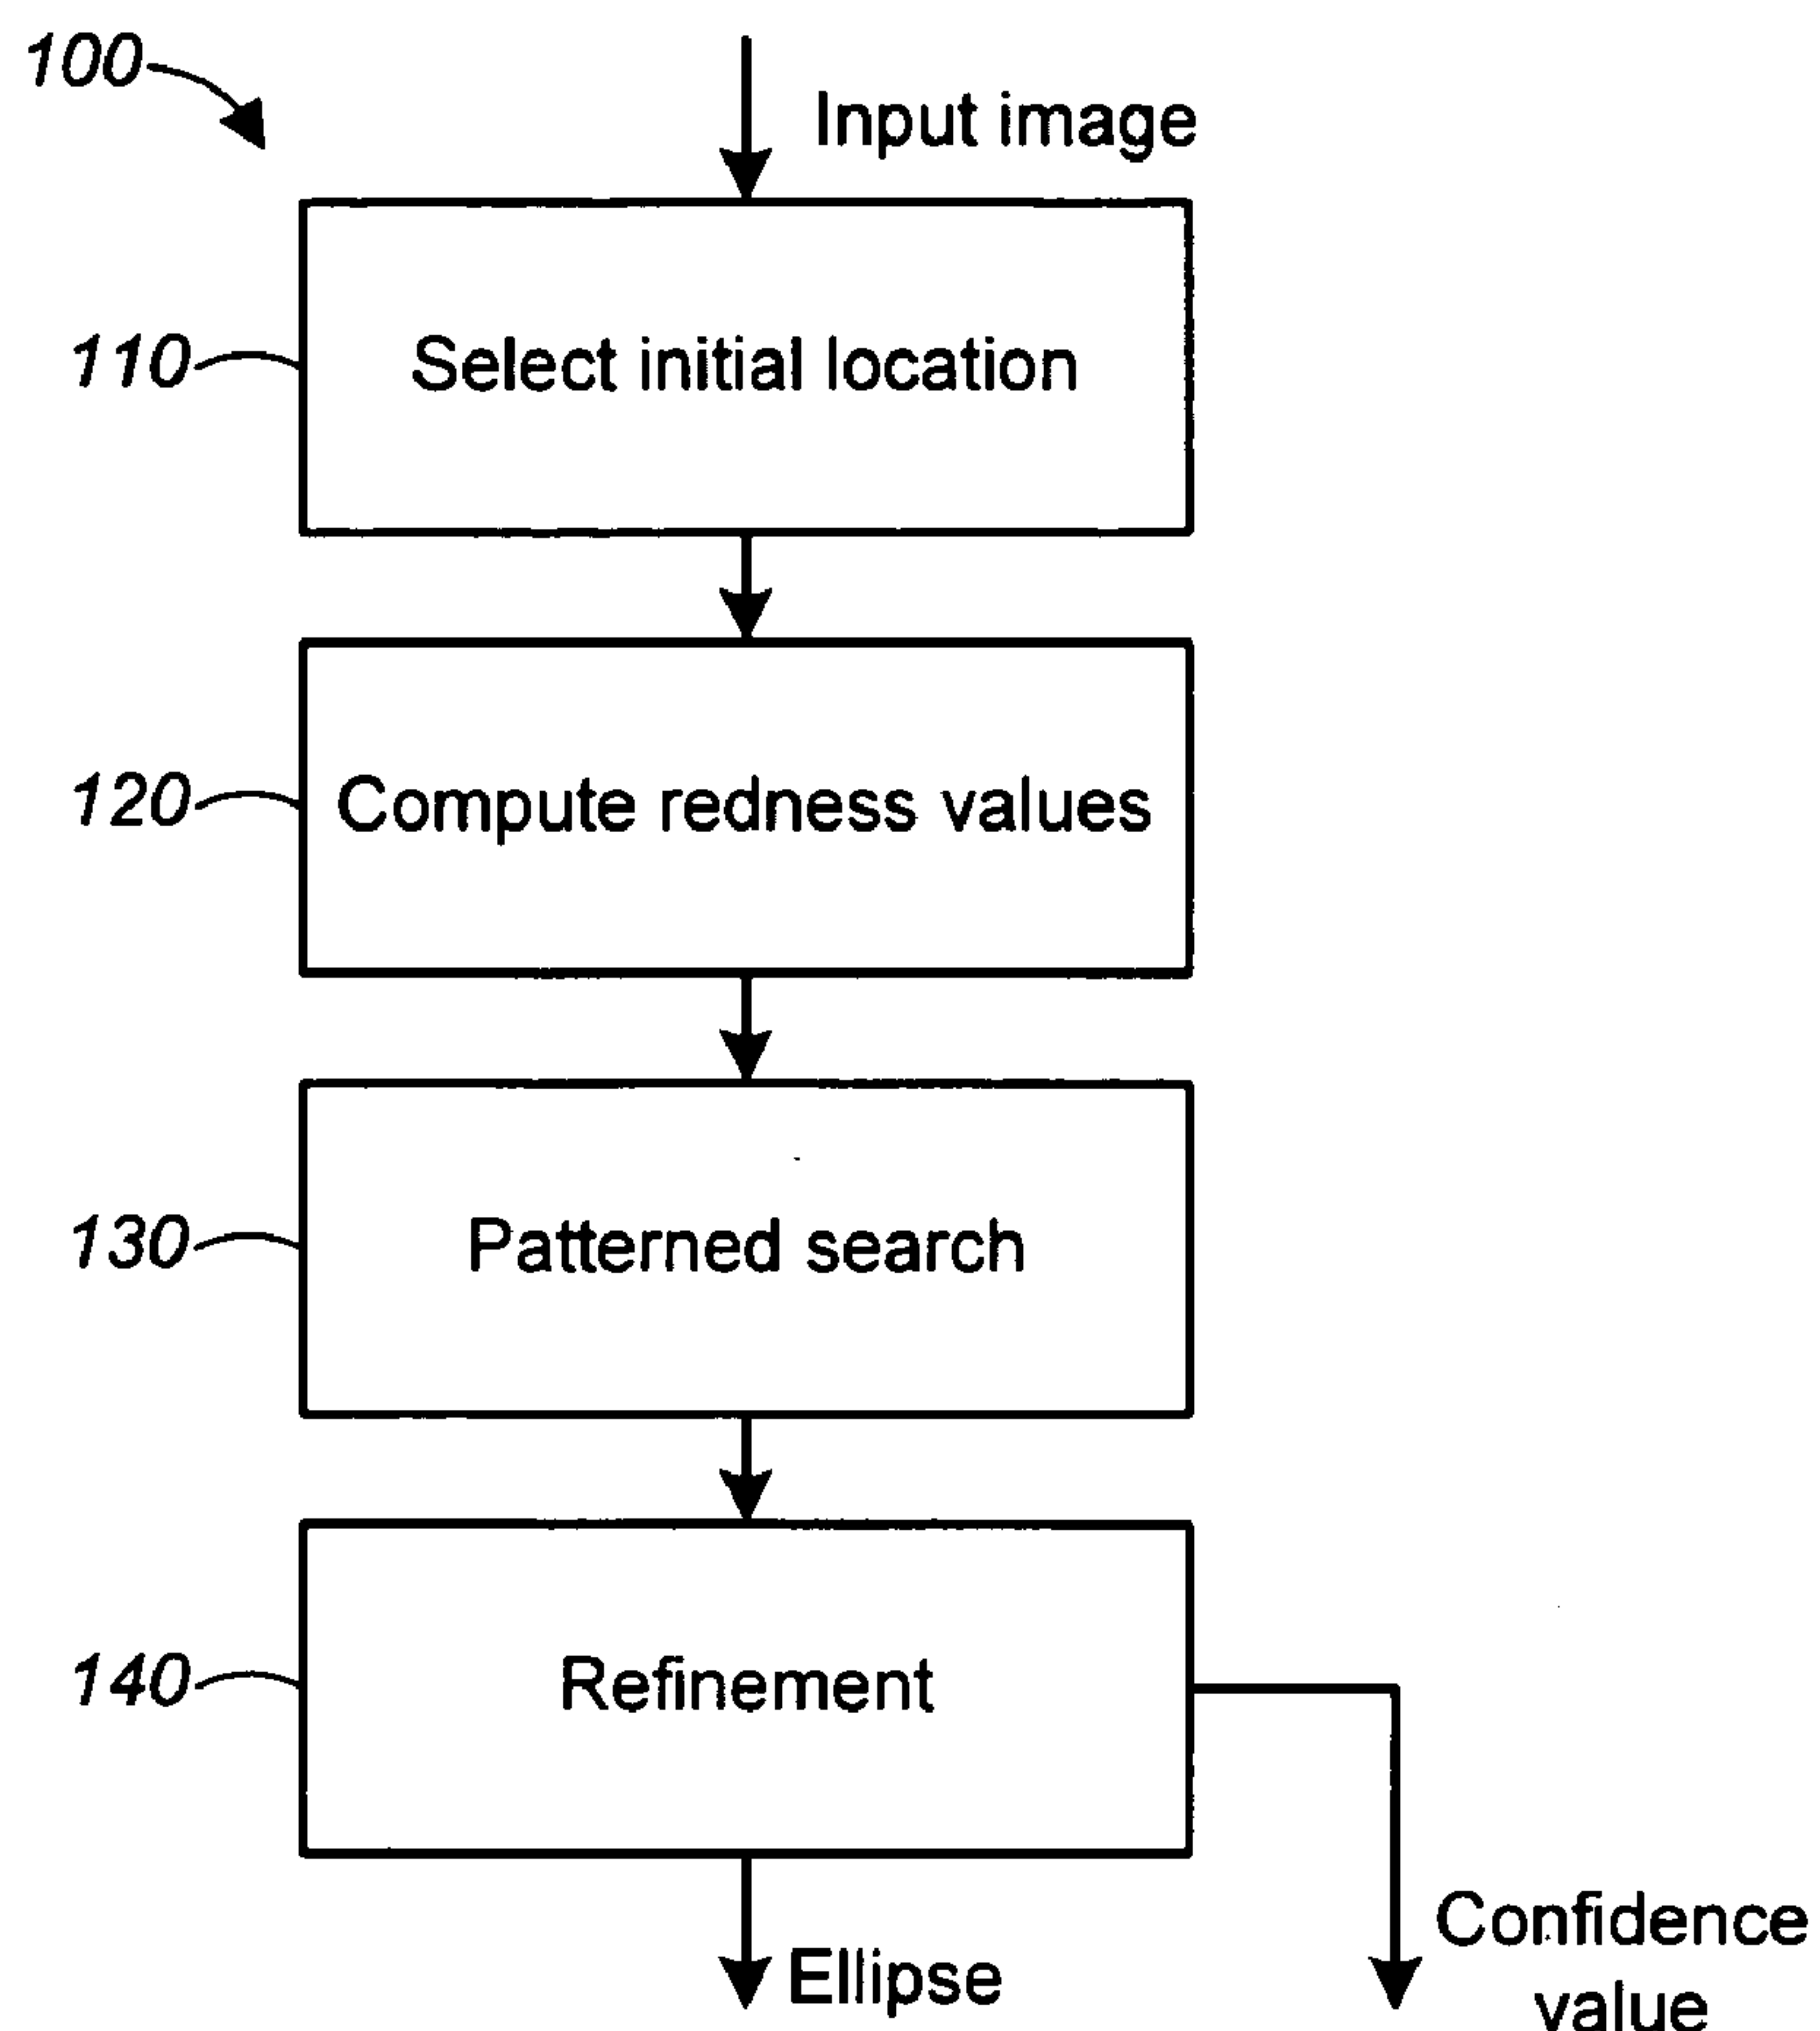 100
Input image
110
Select initial location
120
Compute redness values
130
Patterned search
140
Refinement
Ellipse
Confidence
value